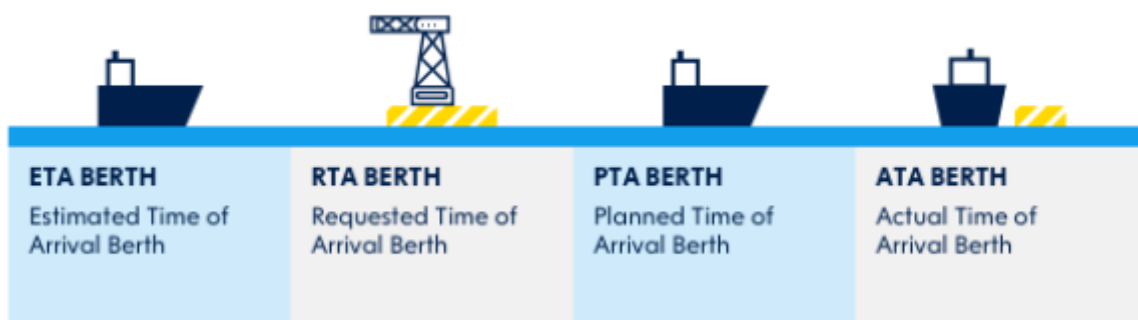 ETA BERTH
Estimated Time of
Arrival Berth
RTA BERTH
Requested Time of
Arrival Berth
PTA BERTH
Planned Time of
Arrival Berth
ATA BERTH
Actual Time of
Arrival Berth